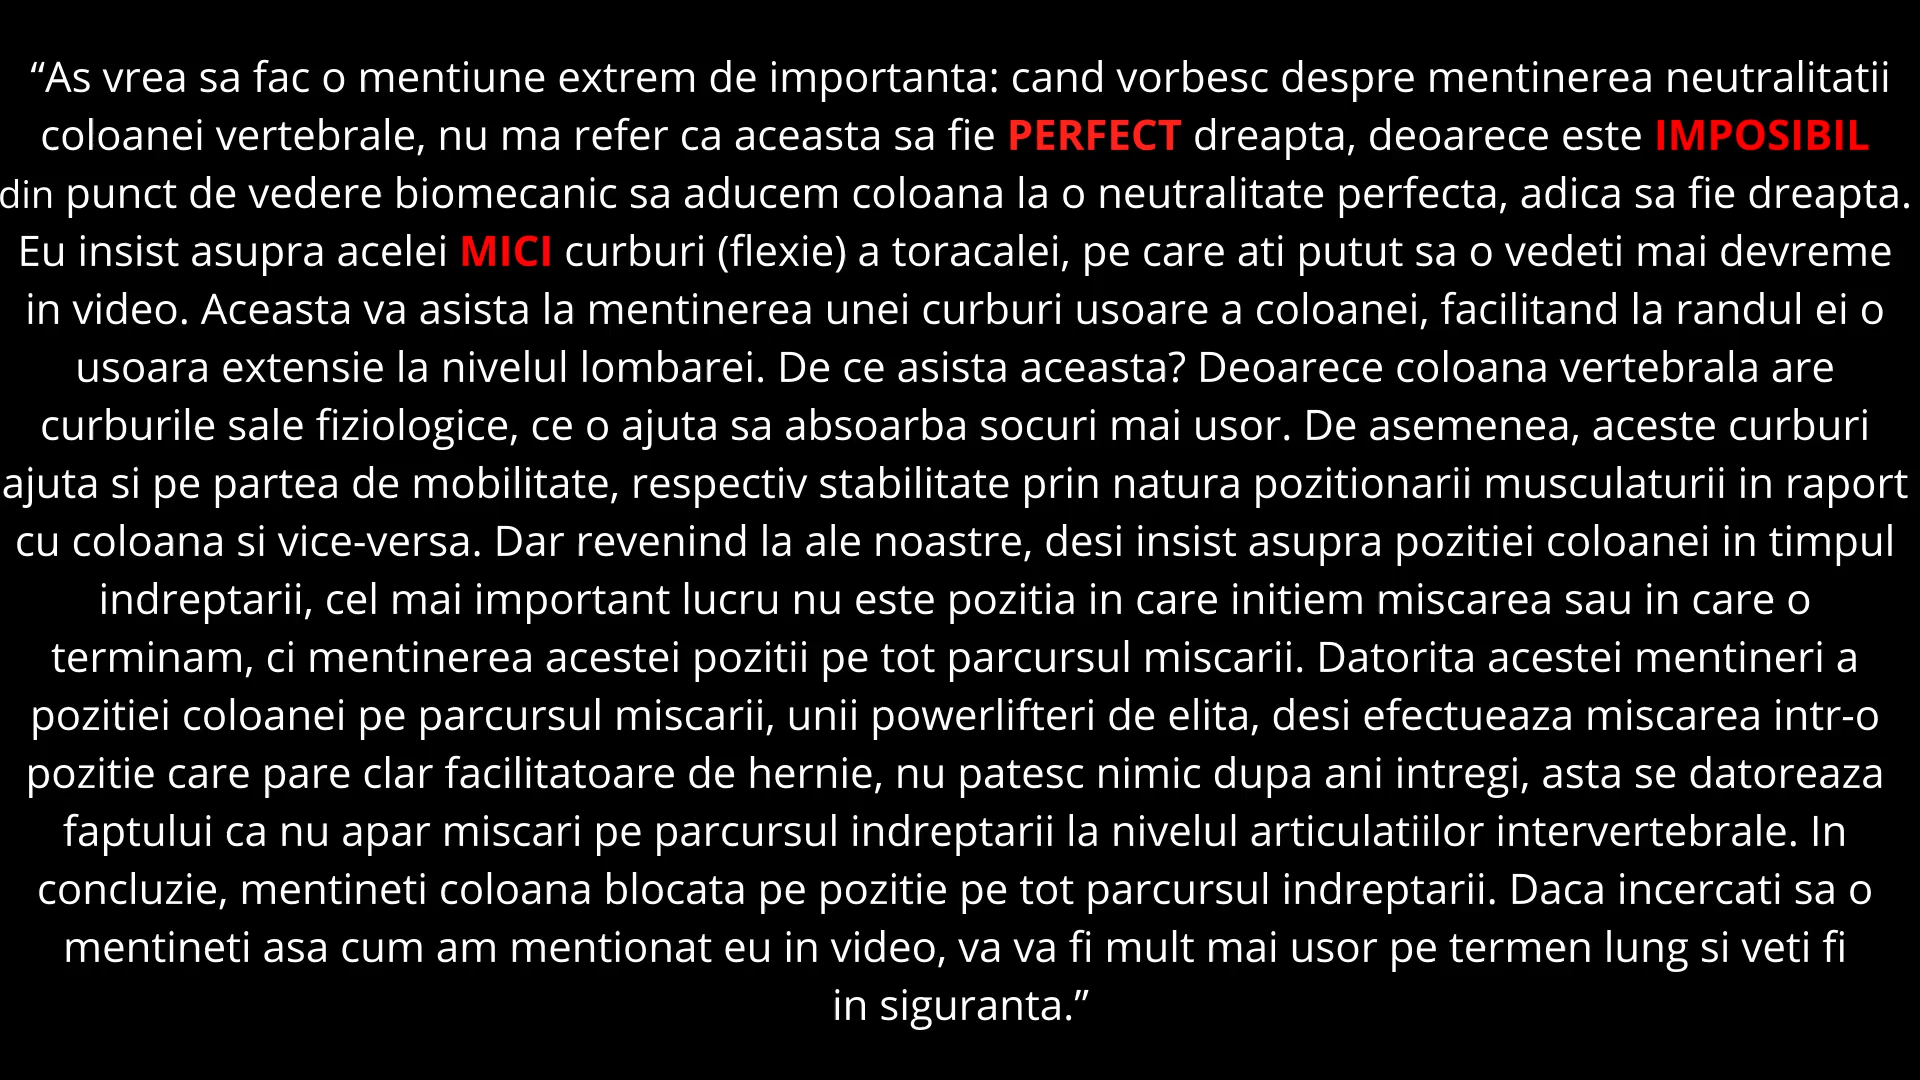 “As vrea sa fac o mentiune extrem de importanta: cand vorbesc despre mentinerea neutralitatii
coloanei vertebrale, nu ma refer ca aceasta sa fie PERFECT dreapta, deoarece este IMPOSIBIL
din punct de vedere biomecanic sa aducem coloana la o neutralitate perfecta, adica sa fie dreapta.
Eu insist asupra acelei MICI curburi (flexie) a toracalei, pe care ati putut sa o vedeti mai devreme
in video. Aceasta va asista la mentinerea unei curburi usoare a coloanei, facilitand la randul ei o
usoara extensie la nivelul lombarei. De ce asista aceasta? Deoarece coloana vertebrala are
curburile sale fiziologice, ce o ajuta sa absoarba socuri mai usor. De asemenea, aceste curburi
ajuta si pe partea de mobilitate, respectiv stabilitate prin natura pozitionarii musculaturii in raport
cu coloana si vice-versa. Dar revenind la ale noastre, desi insist asupra pozitiei coloanei in timpul
indreptarii, cel mai important lucru nu este pozitia in care initiem miscarea sau in care o
terminam, ci mentinerea acestei pozitii pe tot parcursul miscarii. Datorita acestei mentineri a
pozitiei coloanei pe parcursul miscarii, unii powerlifteri de elita, desi efectueaza miscarea intr-o
pozitie care pare clar facilitatoare de hernie, nu patesc nimic dupa ani intregi, asta se datoreaza
faptului ca nu apar miscari pe parcursul indreptarii la nivelul articulatiilor intervertebrale. In
concluzie, mentineti coloana blocata pe pozitie pe tot parcursul indreptarii. Daca incercati sa o
mentineti asa cum am mentionat eu in video, va va fi mult mai usor pe termen lung si veti fi
in siguranta.”